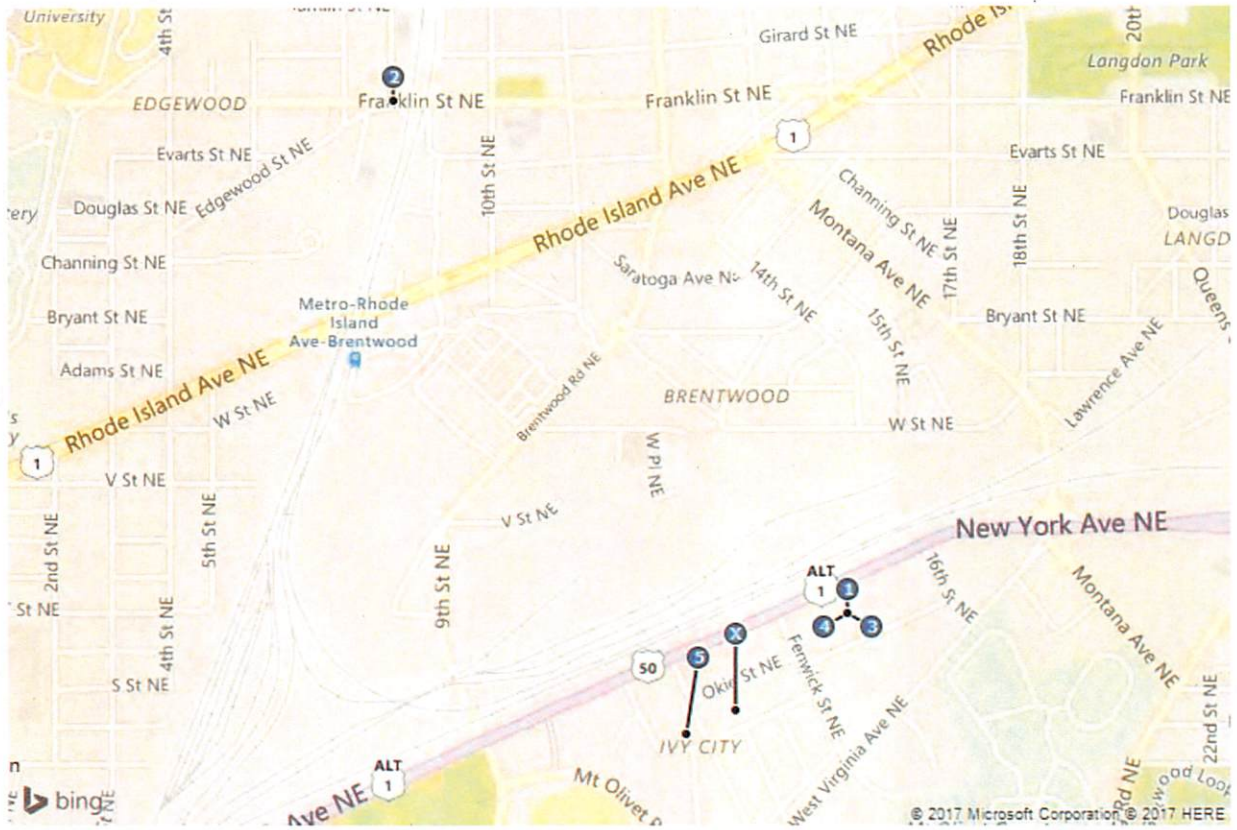 University
4th St
Girard St NE
Rhode Is
20th
Langdon Park
2
EDGEWOOD
Franklin St NE
Franklin St NE
Franklin St NE
1
Evarts St NE
Edgewood St NE
10th St NE
Evarts St NE
Rhode Island Ave NE
Channing St NE
Douglas St NE
Montana Ave NE
17th St NE
18th St NE
Douglas
LANGD
Channing St NE
Saratoga Ave
14th St NE
Queens
Metro-Rhode
Island
Ave-Brentwood
Bryant St NE
15th St NE
Bryant St NE
Adams St NE
Rhode Island Ave NE
W St NE
Brentwood Rd NE
BRENTWOOD
Lawrence Ave NE
W St NE
1
V St NE
W Pl NE
2nd St NE
5th St NE
V St NE
New York Ave NE
9th St NE
ALT
1
1
16th St NE
Montana Ave NE
St NE
4th St NE
4
3
X
5
50
Okie St NE
Fenwick St NE
S St NE
22nd St NE
IVY CITY
West Virginia Ave NE
ALT
1
Mt Olivet
Rd NE
wood Loop
bing
Ave NE
© 2017 Microsoft Corporation © 2017 HERE